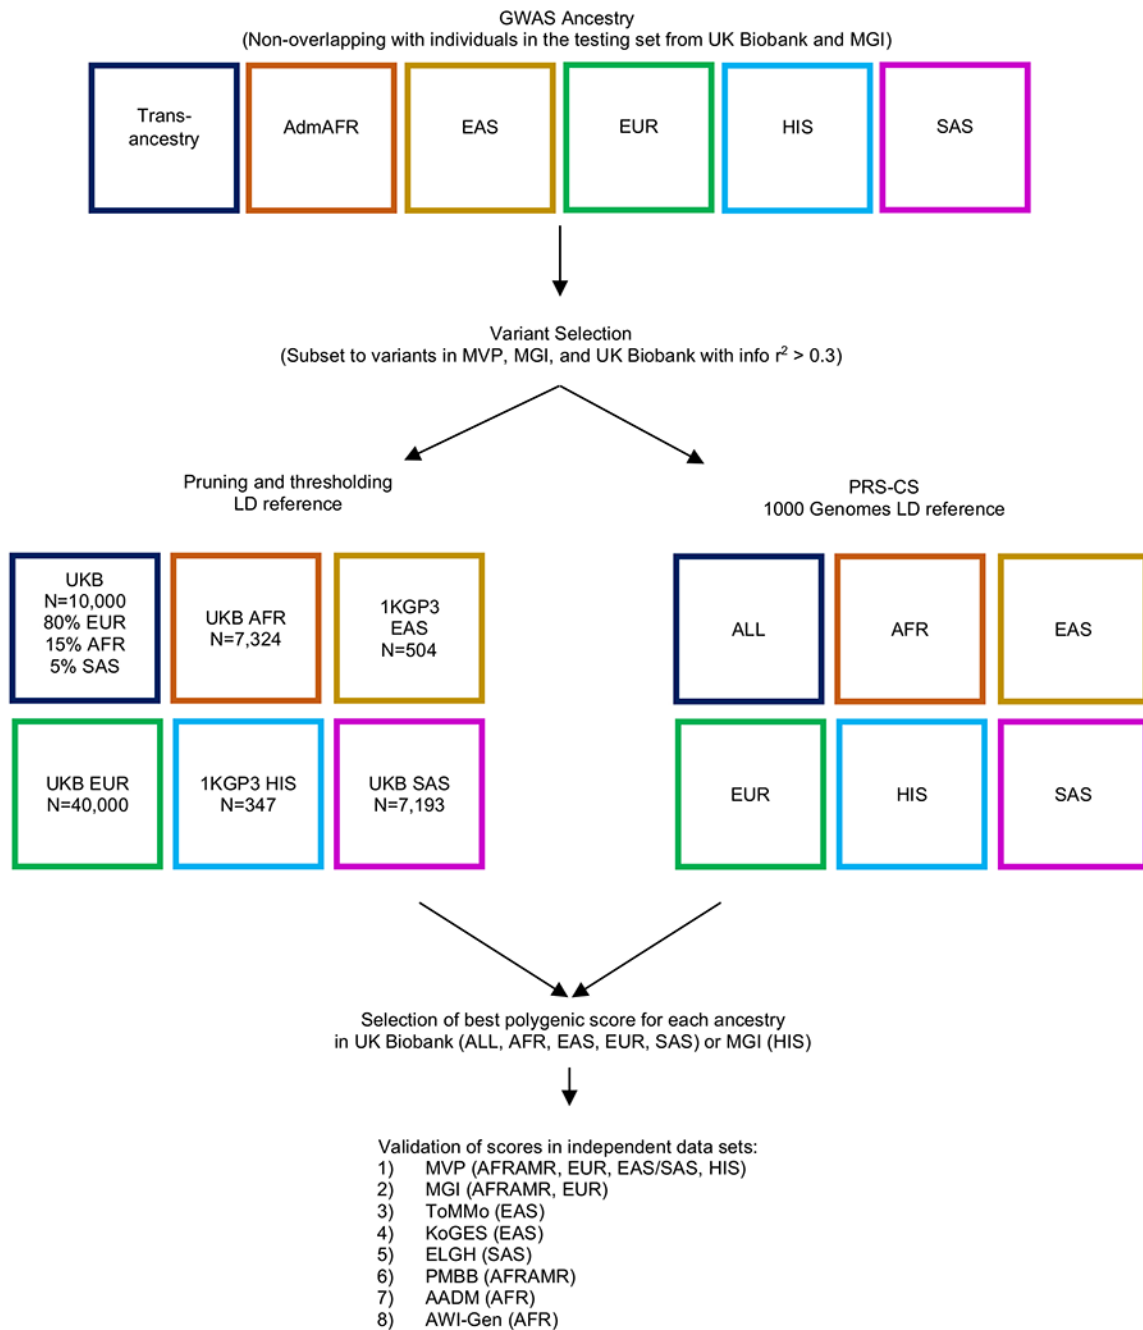 GWAS Ancestry
(Non-overlapping with individuals in the testing set from UK Biobank and MGI)
Trans-
ancestry
AdmAFR
EAS
EUR
HIS
SAS
Variant Selection
(Subset to variants in MVP, MGI, and UK Biobank with info r² > 0.3)
Pruning and thresholding
LD reference
UKB
N=10,000
80% EUR
15% AFR
5% SAS
UKB AFR
N=7,324
1KGP3
EAS
N=504
UKB EUR
N=40,000
1KGP3 HIS
N=347
UKB SAS
N=7,193
PRS-CS
1000 Genomes LD reference
ALL
AFR
EAS
EUR
HIS
SAS
Selection of best polygenic score for each ancestry
in UK Biobank (ALL, AFR, EAS, EUR, SAS) or MGI (HIS)
Validation of scores in independent data sets:
1) MVP (AFRAMR, EUR, EAS/SAS, HIS)
2) MGI (AFRAMR, EUR)
3) ToMMo (EAS)
4) KoGES (EAS)
5) ELGH (SAS)
6) PMBB (AFRAMR)
7) AADM (AFR)
8) AWI-Gen (AFR)